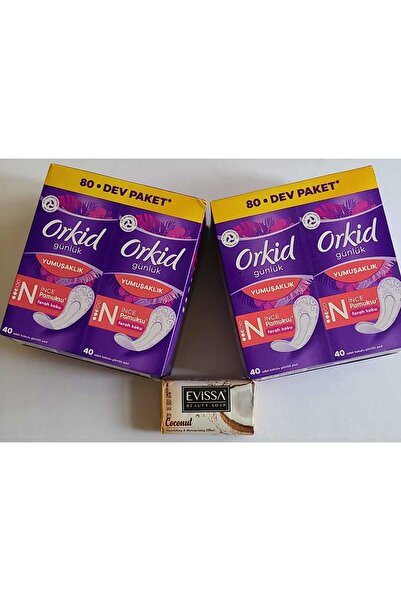 80 • DEV PAKET*
Orkid
günlük
YUMUŞAKLIK
N
İNCE
Pamuksu*
ferah koku
40
Orkid
günlük
YUMUŞAKLIK
N
İNCE
Pamuksu*
ferah koku
40
80 • DEV PAKET*
Orkid
günlük
YUMUŞAKLIK
N
İNCE
Pamuksu*
ferah koku
40
Orkid
günlük
YUMUŞAKLIK
N
İNCE
Pamuksu*
ferah koku
40
EVISSA
BEAUTY SOAP
Coconut